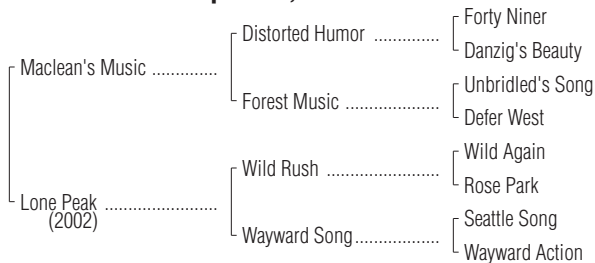 Distorted Humor .............. Forty Niner
Danzig's Beauty
Maclean's Music ..............
Forest Music .................... Unbridled's Song
Defer West
Wild Rush ........................ Wild Again
Rose Park
Lone Peak ........................
(2002)
Wayward Song.................. Seattle Song
Wayward Action